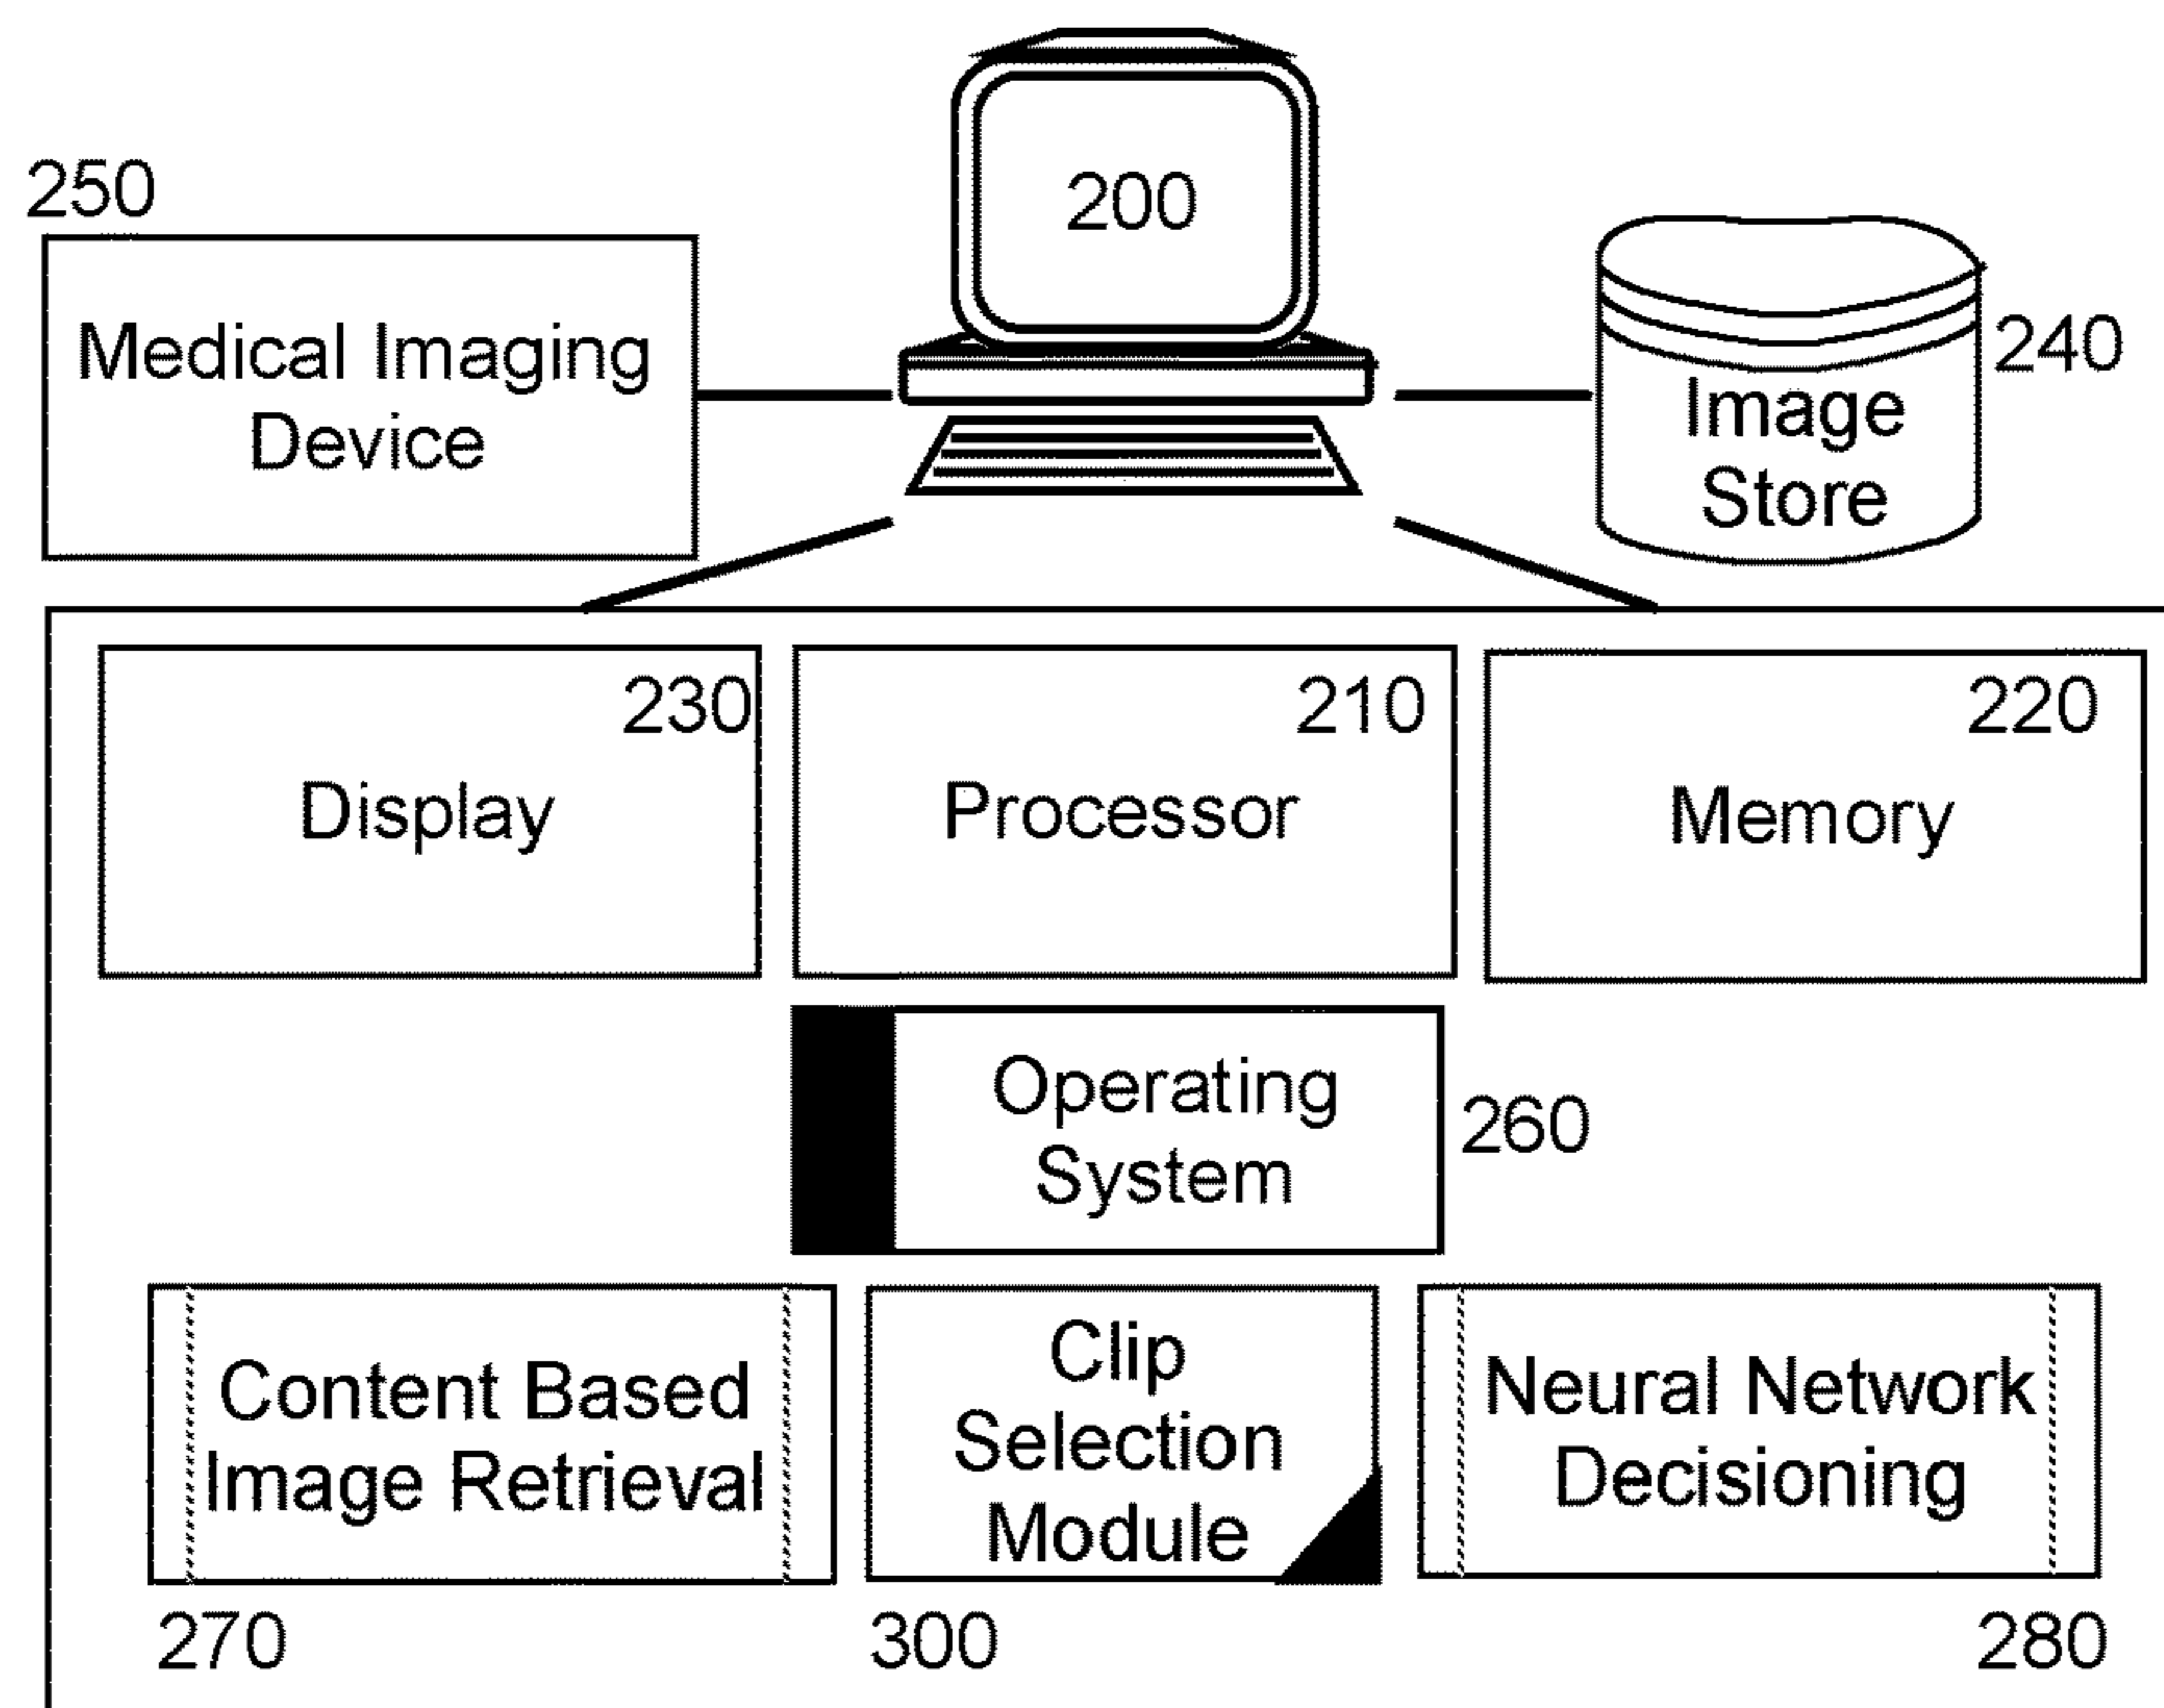 250
200
Medical Imaging
Device
240
Image
Store
230
Display
210
Processor
220
Memory
Operating
System
260
Content Based
Image Retrieval
Clip
Selection
Module
Neural Network
Decisioning
270
300
280